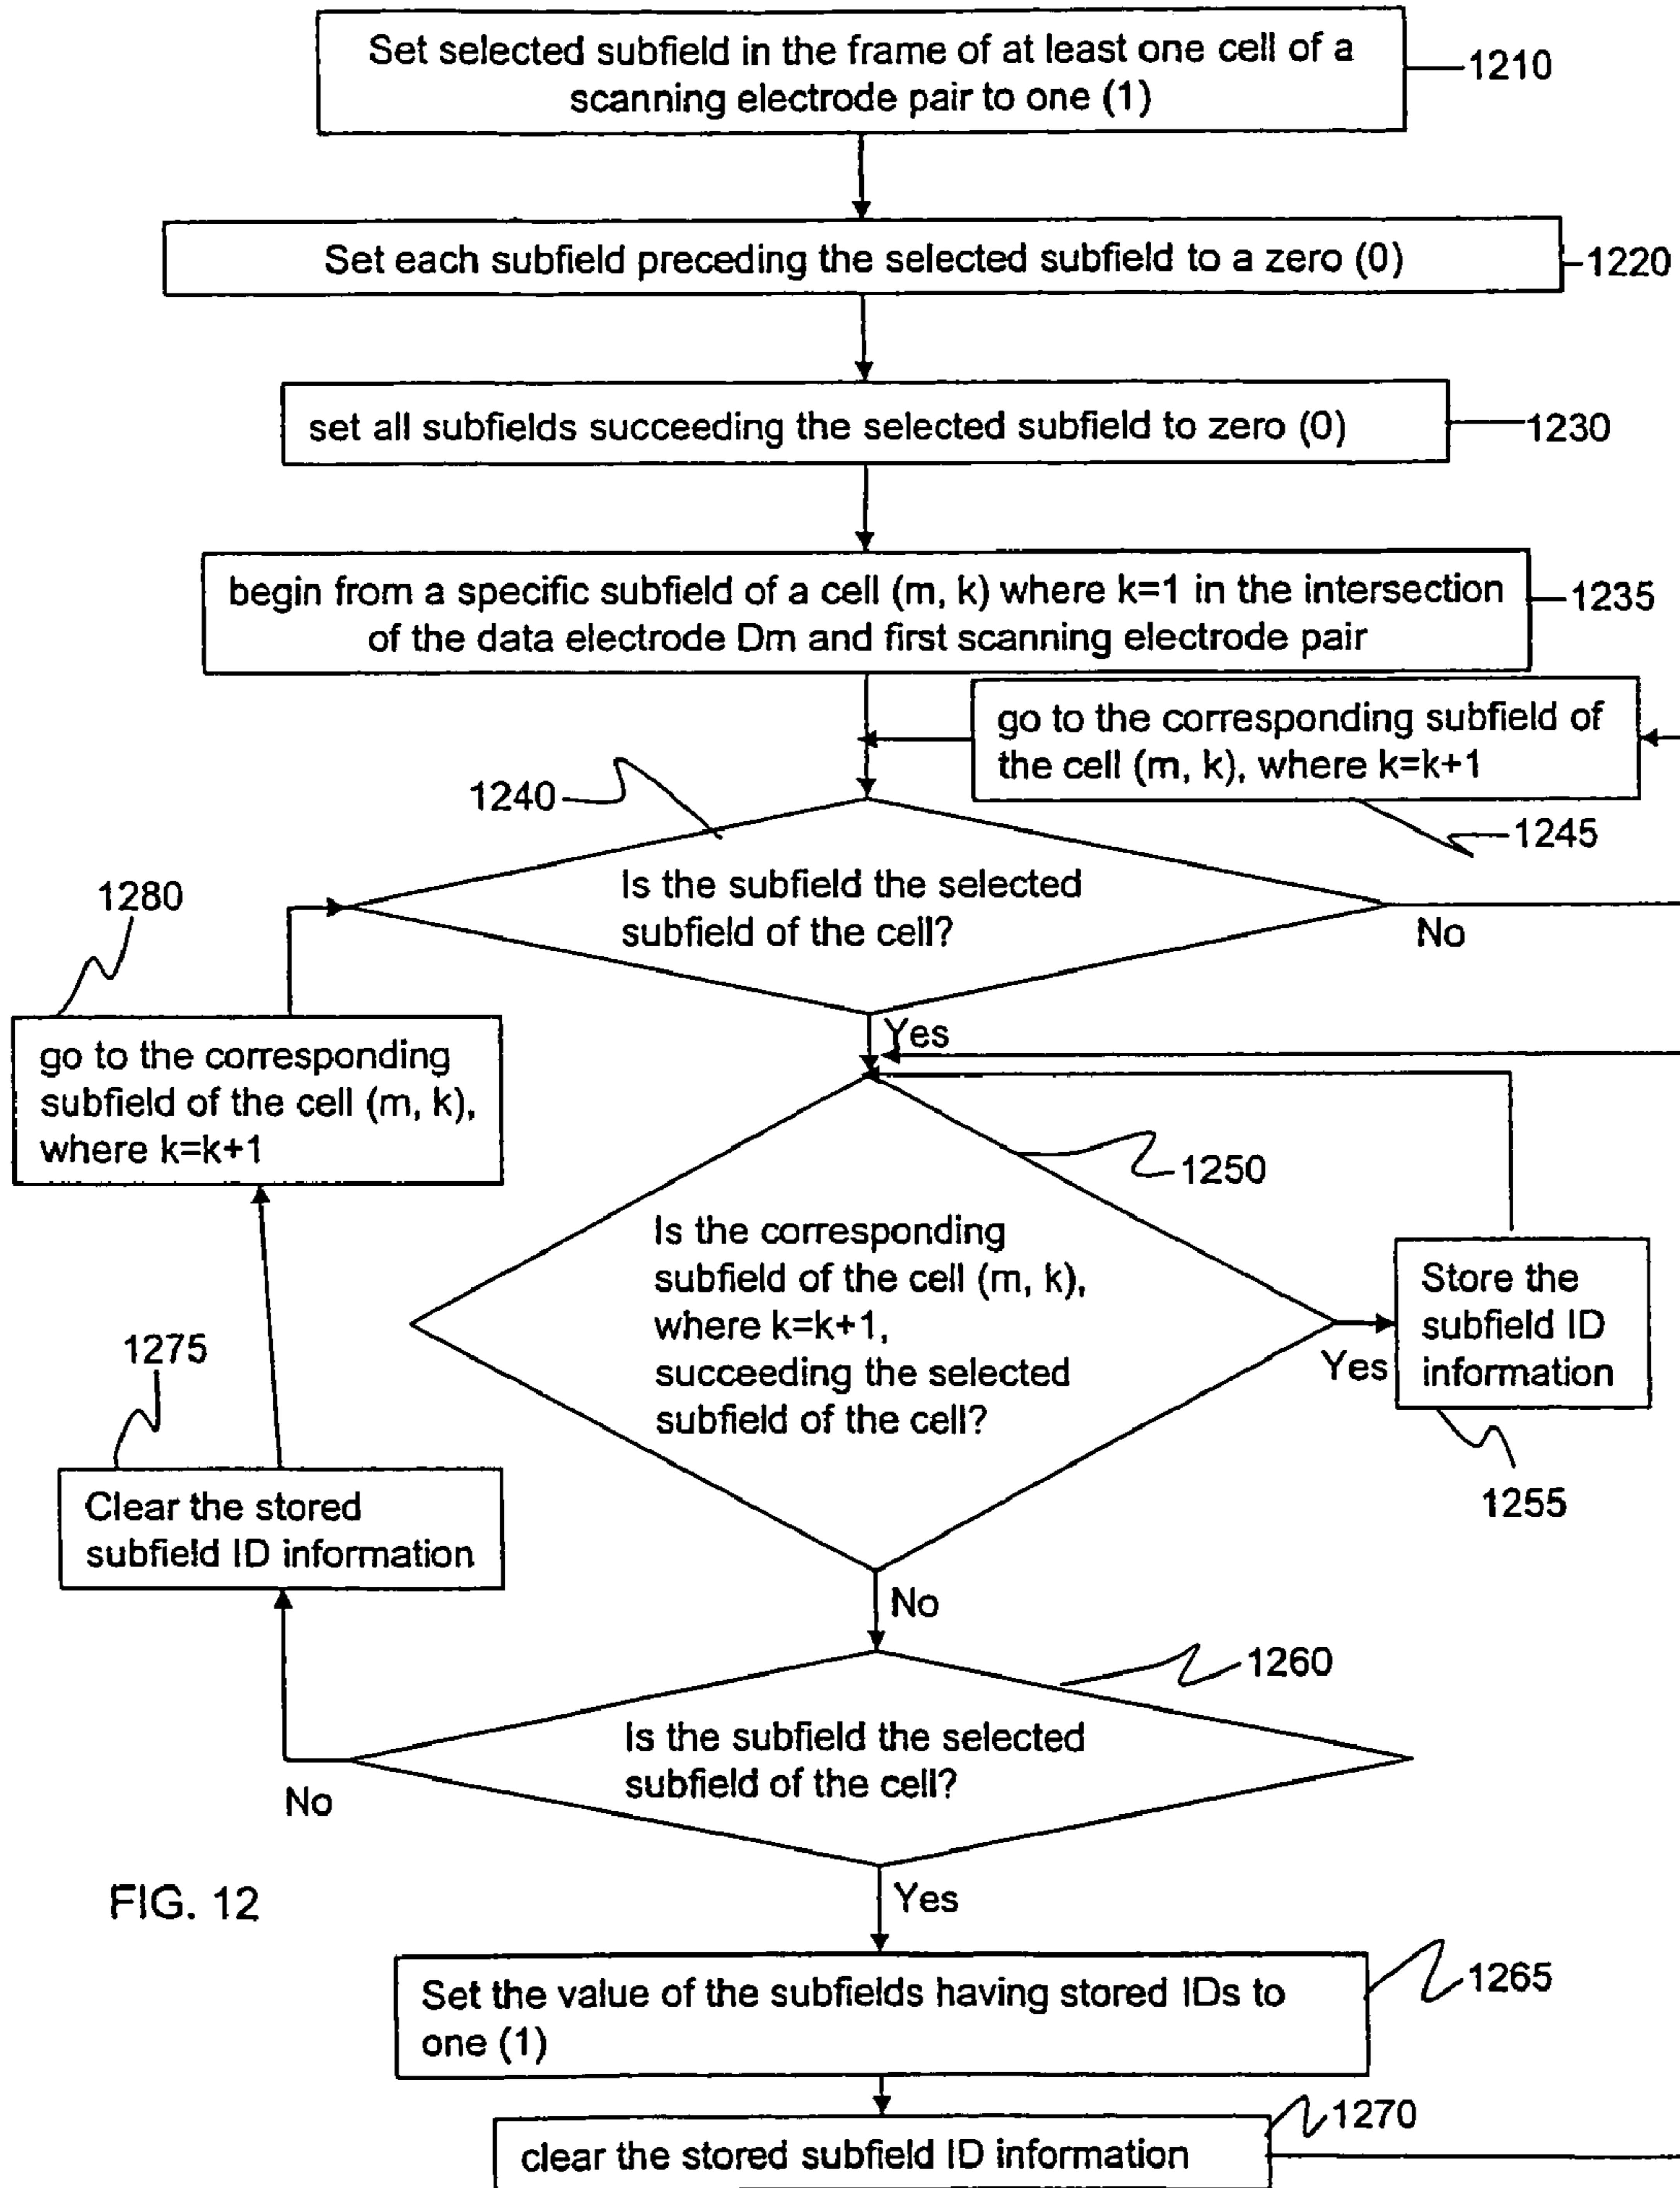 Set selected subfield in the frame of at least one cell of a
scanning electrode pair to one (1)
1210
Set each subfield preceding the selected subfield to a zero (0)
1220
set all subfields succeeding the selected subfield to zero (0)
1230
begin from a specific subfield of a cell (m, k) where k=1 in the intersection
of the data electrode Dm and first scanning electrode pair
1235
go to the corresponding subfield of
the cell (m, k), where k=k+1
1245
1240
Is the subfield the selected
subfield of the cell?
No
Yes
1280
go to the corresponding
subfield of the cell (m, k),
where k=k+1
1250
Is the corresponding
subfield of the cell (m, k),
where k=k+1,
succeeding the selected
subfield of the cell?
Yes
Store the
subfield ID
information
1255
1275
Clear the stored
subfield ID information
No
1260
Is the subfield the selected
subfield of the cell?
No
Yes
FIG. 12
Set the value of the subfields having stored IDs to
one (1)
1265
clear the stored subfield ID information
1270